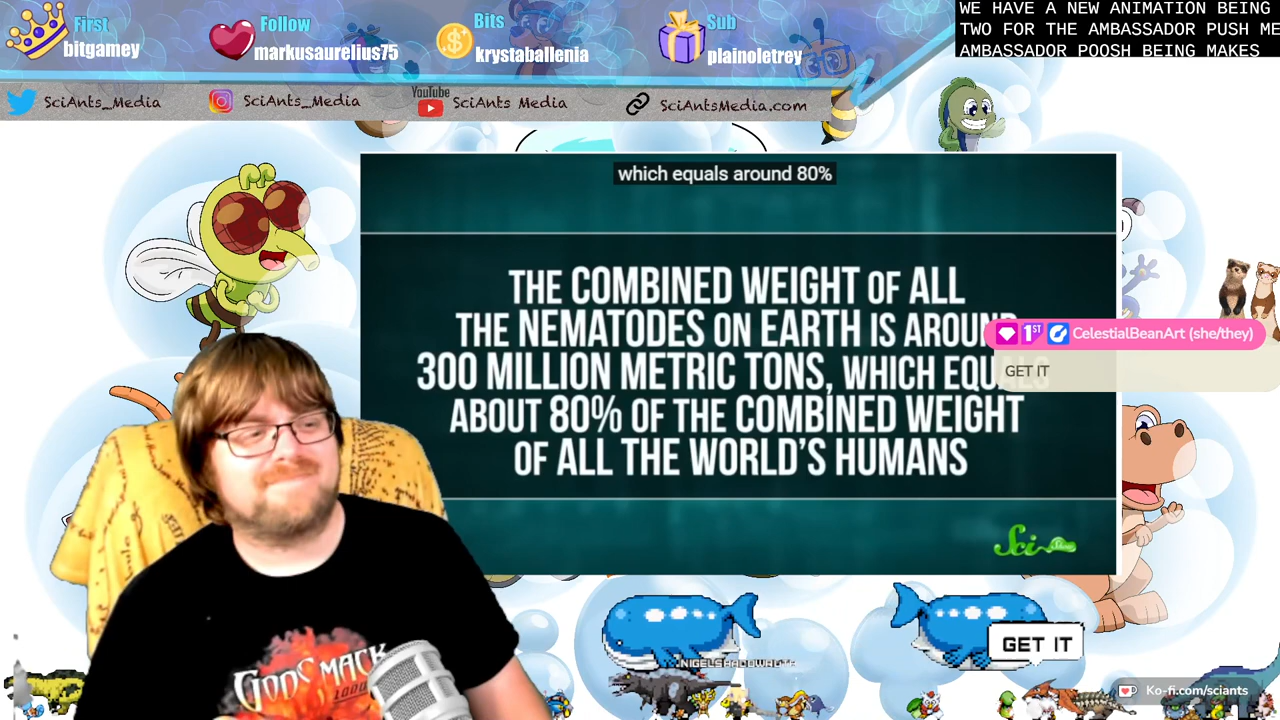 First
bitgamey
Follow
markusaurelius75
Bits
krystaballenia
Sub
plainoletrey
WE HAVE A NEW ANIMATION BEING
TWO FOR THE AMBASSADOR PUSH ME
AMBASSADOR POOSH BEING MAKES
SciAnts_Media
SciAnts_Media
YouTube
SciAnts Media
SciAntsMedia.com
which equals around 80%
THE COMBINED WEIGHT OF ALL
THE NEMATODES ON EARTH IS AROUND
300 MILLION METRIC TONS, WHICH EQUALS
ABOUT 80% OF THE COMBINED WEIGHT
OF ALL THE WORLD'S HUMANS
1ST CelestialBeanArt (she/they)
GET IT
Sci
GET IT
NIGELSHADOWROTH
GODSMACK
1000
Ko-fi.com/sciants